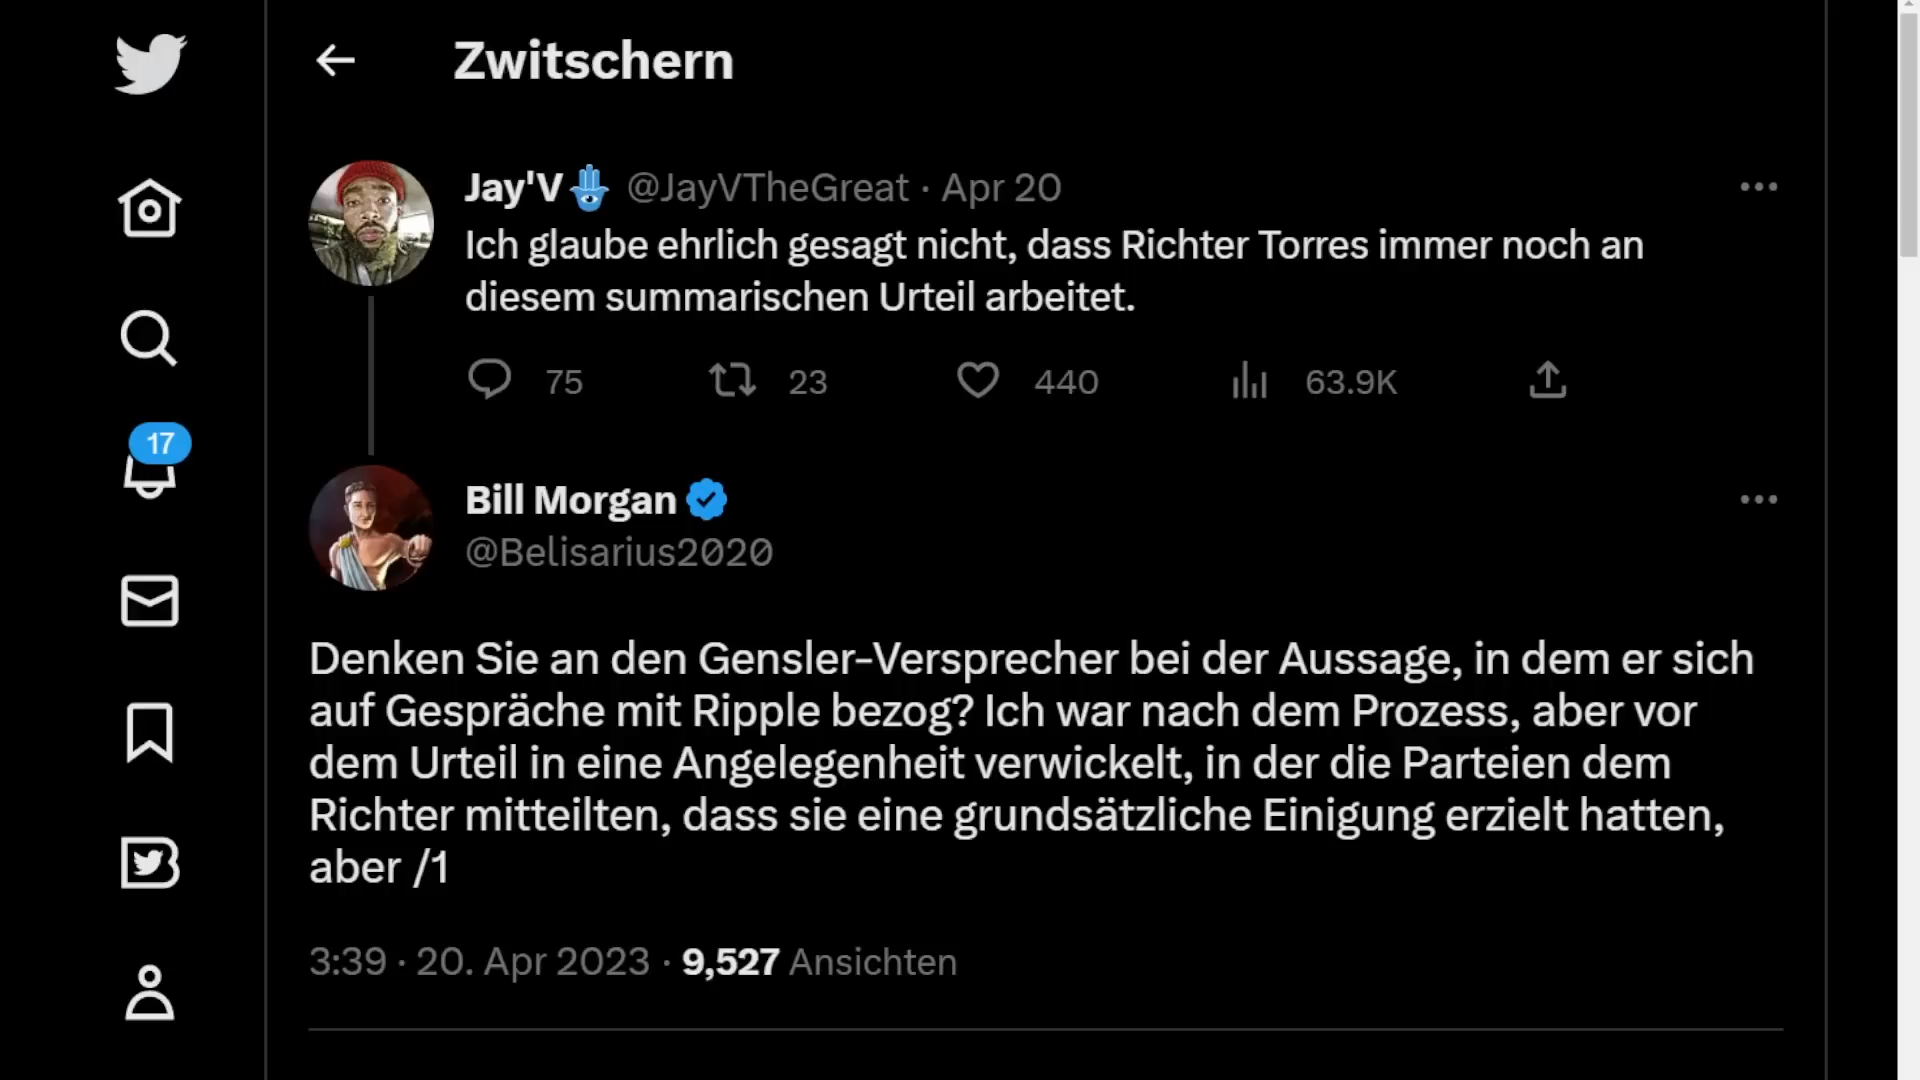 Zwitschern
Jay'V🪬 @JayVTheGreat · Apr 20
Ich glaube ehrlich gesagt nicht, dass Richter Torres immer noch an
diesem summarischen Urteil arbeitet.
75 23 440 63.9K
17
Bill Morgan
@Belisarius2020
Denken Sie an den Gensler-Versprecher bei der Aussage, in dem er sich
auf Gespräche mit Ripple bezog? Ich war nach dem Prozess, aber vor
dem Urteil in eine Angelegenheit verwickelt, in der die Parteien dem
Richter mitteilten, dass sie eine grundsätzliche Einigung erzielt hatten,
aber /1
3:39 · 20. Apr 2023 · 9,527 Ansichten